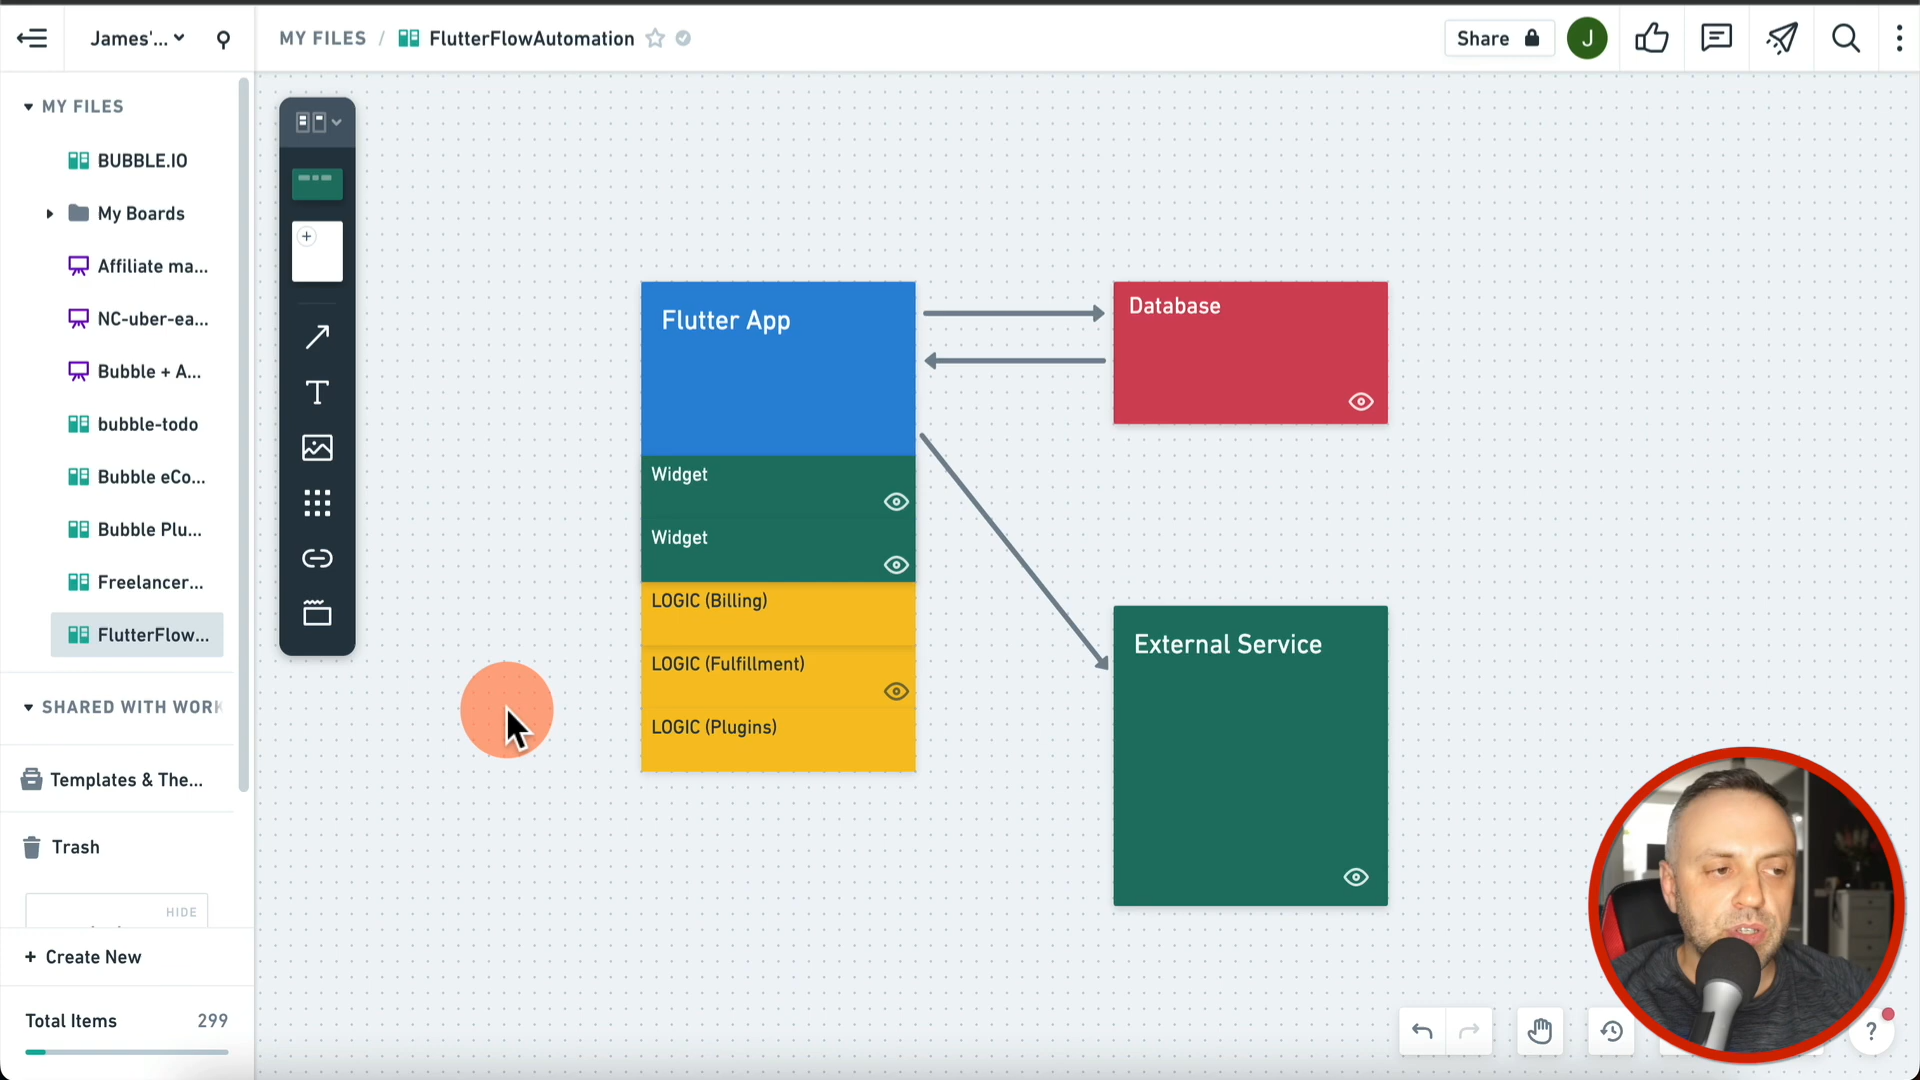 James'...
MY FILES / FlutterFlowAutomation
Share
J
MY FILES
BUBBLE.IO
My Boards
Affiliate ma...
NC-uber-ea...
Bubble + A...
bubble-todo
Bubble eCo...
Bubble Plu...
Freelancer...
FlutterFlow...
SHARED WITH WORK
Templates & The...
Trash
HIDE
+ Create New
Total Items 299
T
Flutter App
Widget
Widget
LOGIC (Billing)
LOGIC (Fulfillment)
LOGIC (Plugins)
Database
External Service
?